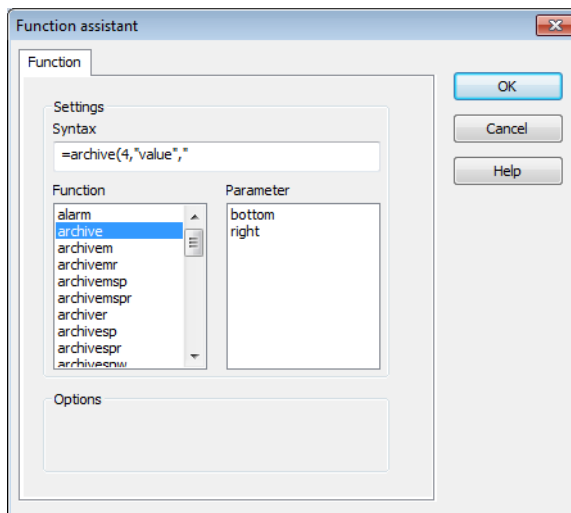 Function assistant
Function
OK
Settings
Syntax
Cancel
=archive(4,"value","
Help
Function
Parameter
alarm
bottom
archive
right
archivem
archivemr
archivemsp
archivemspr
archiver
archivesp
archivespr
archivespw
Options